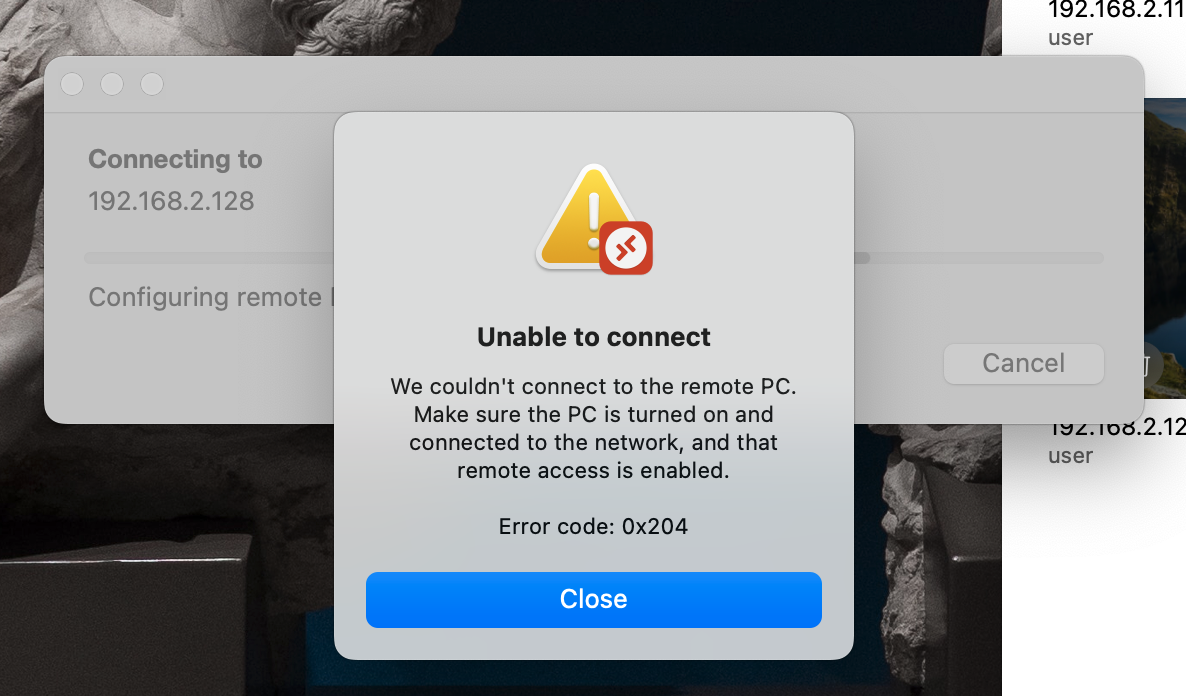 192.168.2.11
user
Connecting to
192.168.2.128
Configuring remote
Cancel
Unable to connect
We couldn't connect to the remote PC.
Make sure the PC is turned on and
connected to the network, and that
remote access is enabled.
Error code: 0x204
Close
192.168.2.12
user